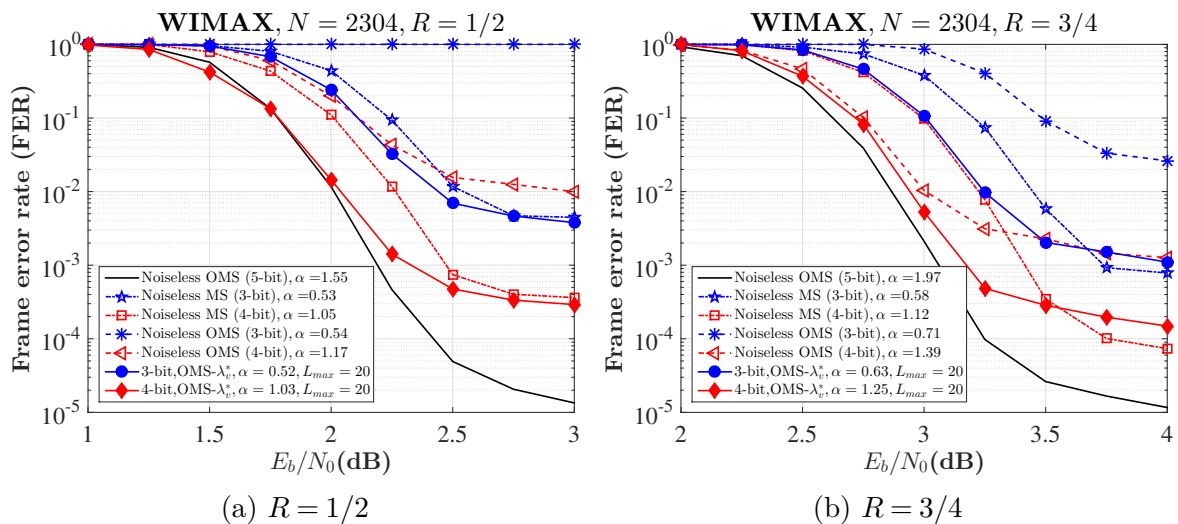 WIMAX, N = 2304, R = 1/2
10^0
10^-1
10^-2
10^-3
10^-4
10^-5
Frame error rate (FER)
Noiseless OMS (5-bit), α =1.55
Noiseless MS (3-bit), α =0.53
Noiseless MS (4-bit), α =1.05
Noiseless OMS (3-bit), α =0.54
Noiseless OMS (4-bit), α =1.17
3-bit,OMS-λ_v^*, α = 0.52, L_max = 20
4-bit,OMS-λ_v^*, α = 1.03, L_max = 20
1 1.5 2 2.5 3
E_b/N_0(dB)
(a) R = 1/2
WIMAX, N = 2304, R = 3/4
10^0
10^-1
10^-2
10^-3
10^-4
10^-5
Frame error rate (FER)
Noiseless OMS (5-bit), α =1.97
Noiseless MS (3-bit), α =0.58
Noiseless MS (4-bit), α =1.12
Noiseless OMS (3-bit), α =0.71
Noiseless OMS (4-bit), α =1.39
3-bit,OMS-λ_v^*, α = 0.63, L_max = 20
4-bit,OMS-λ_v^*, α = 1.25, L_max = 20
2 2.5 3 3.5 4
E_b/N_0(dB)
(b) R = 3/4